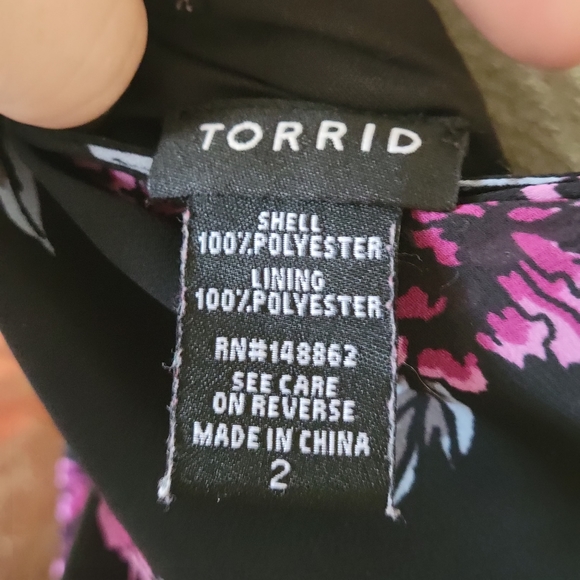 TORRID
SHELL
100%POLYESTER
LINING
100%POLYESTER
RN#148862
SEE CARE
ON REVERSE
MADE IN CHINA
2